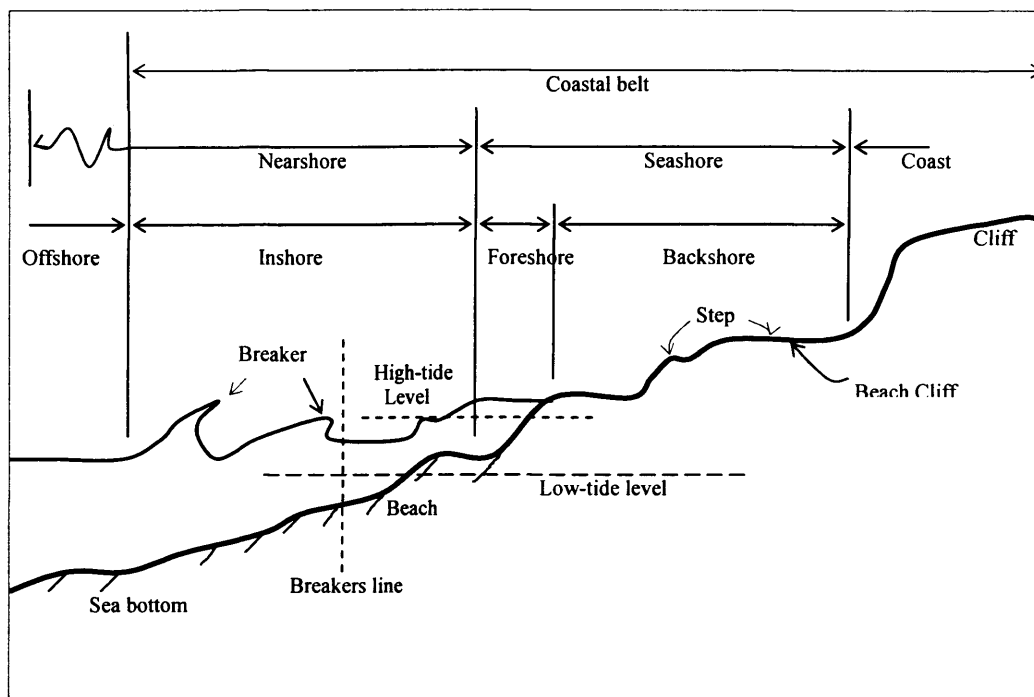 Coastal belt
Nearshore
Seashore
Coast
Offshore
Inshore
Foreshore
Backshore
Cliff
Step
Breaker
High-tide
Level
Beach Cliff
Low-tide level
Beach
Breakers line
Sea bottom